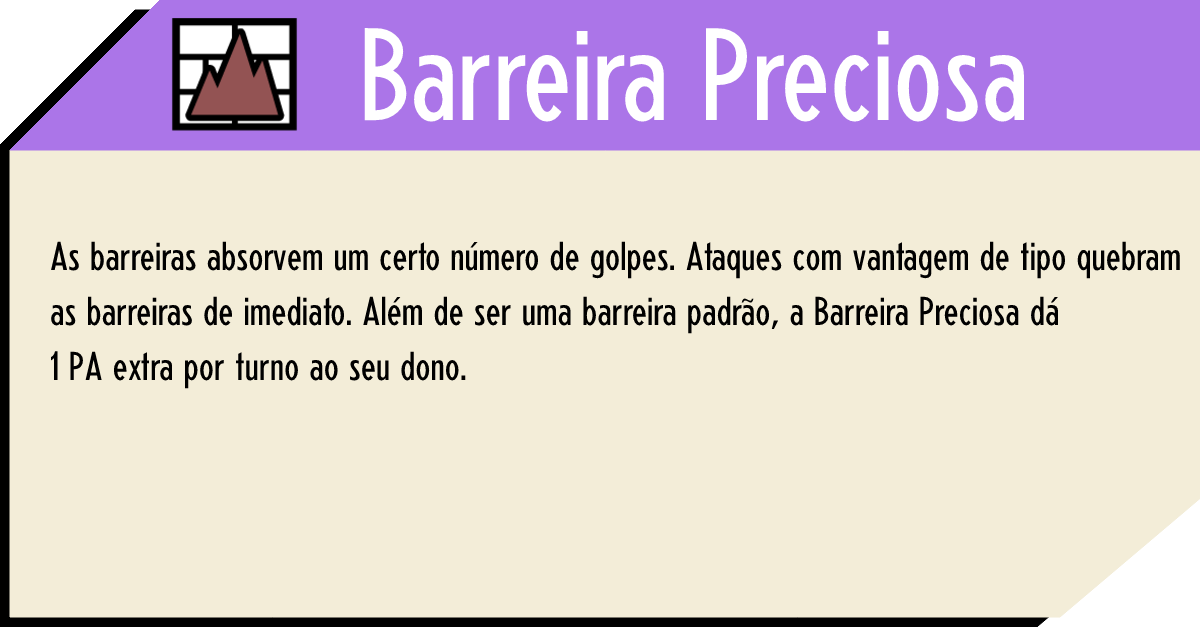 Barreira Preciosa
As barreiras absorvem um certo número de golpes. Ataques com vantagem de tipo quebram
as barreiras de imediato. Além de ser uma barreira padrão, a Barreira Preciosa dá
1 PA extra por turno ao seu dono.